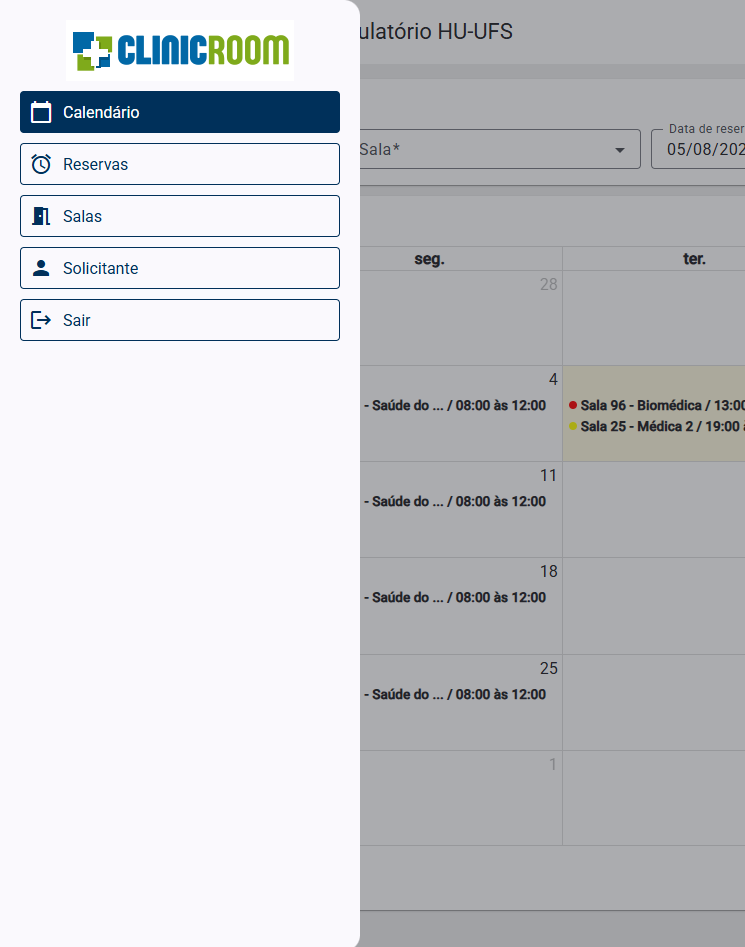 CLINICROOM
Calendário
Reservas
Salas
Solicitante
Sair
ulatório HU-UFS
Sala*
Data de reser
05/08/202
seg.
ter.
28
4
- Saúde do ... / 08:00 às 12:00
Sala 96 - Biomédica / 13:00
Sala 25 - Médica 2 / 19:00 à
11
- Saúde do ... / 08:00 às 12:00
18
- Saúde do ... / 08:00 às 12:00
25
- Saúde do ... / 08:00 às 12:00
1